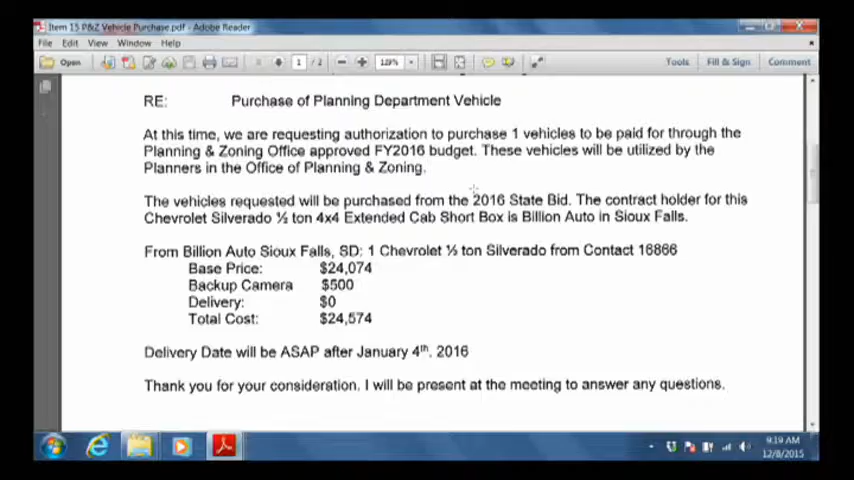 Item 15 P&Z Vehicle Purchase.pdf - Adobe Reader
File Edit View Window Help
Open 1 / 2 Tools Fill & Sign Comment
RE: Purchase of Planning Department Vehicle
At this time, we are requesting authorization to purchase 1 vehicles to be paid for through the
Planning & Zoning Office approved FY2016 budget. These vehicles will be utilized by the
Planners in the Office of Planning & Zoning.
The vehicles requested will be purchased from the 2016 State Bid. The contract holder for this
Chevrolet Silverado ½ ton 4x4 Extended Cab Short Box is Billion Auto in Sioux Falls.
From Billion Auto Sioux Falls, SD: 1 Chevrolet ½ ton Silverado from Contact 16866
Base Price: $24,074
Backup Camera $500
Delivery: $0
Total Cost: $24,574
Delivery Date will be ASAP after January 4th, 2016
Thank you for your consideration, I will be present at the meeting to answer any questions.
9:19 AM
12/8/2015